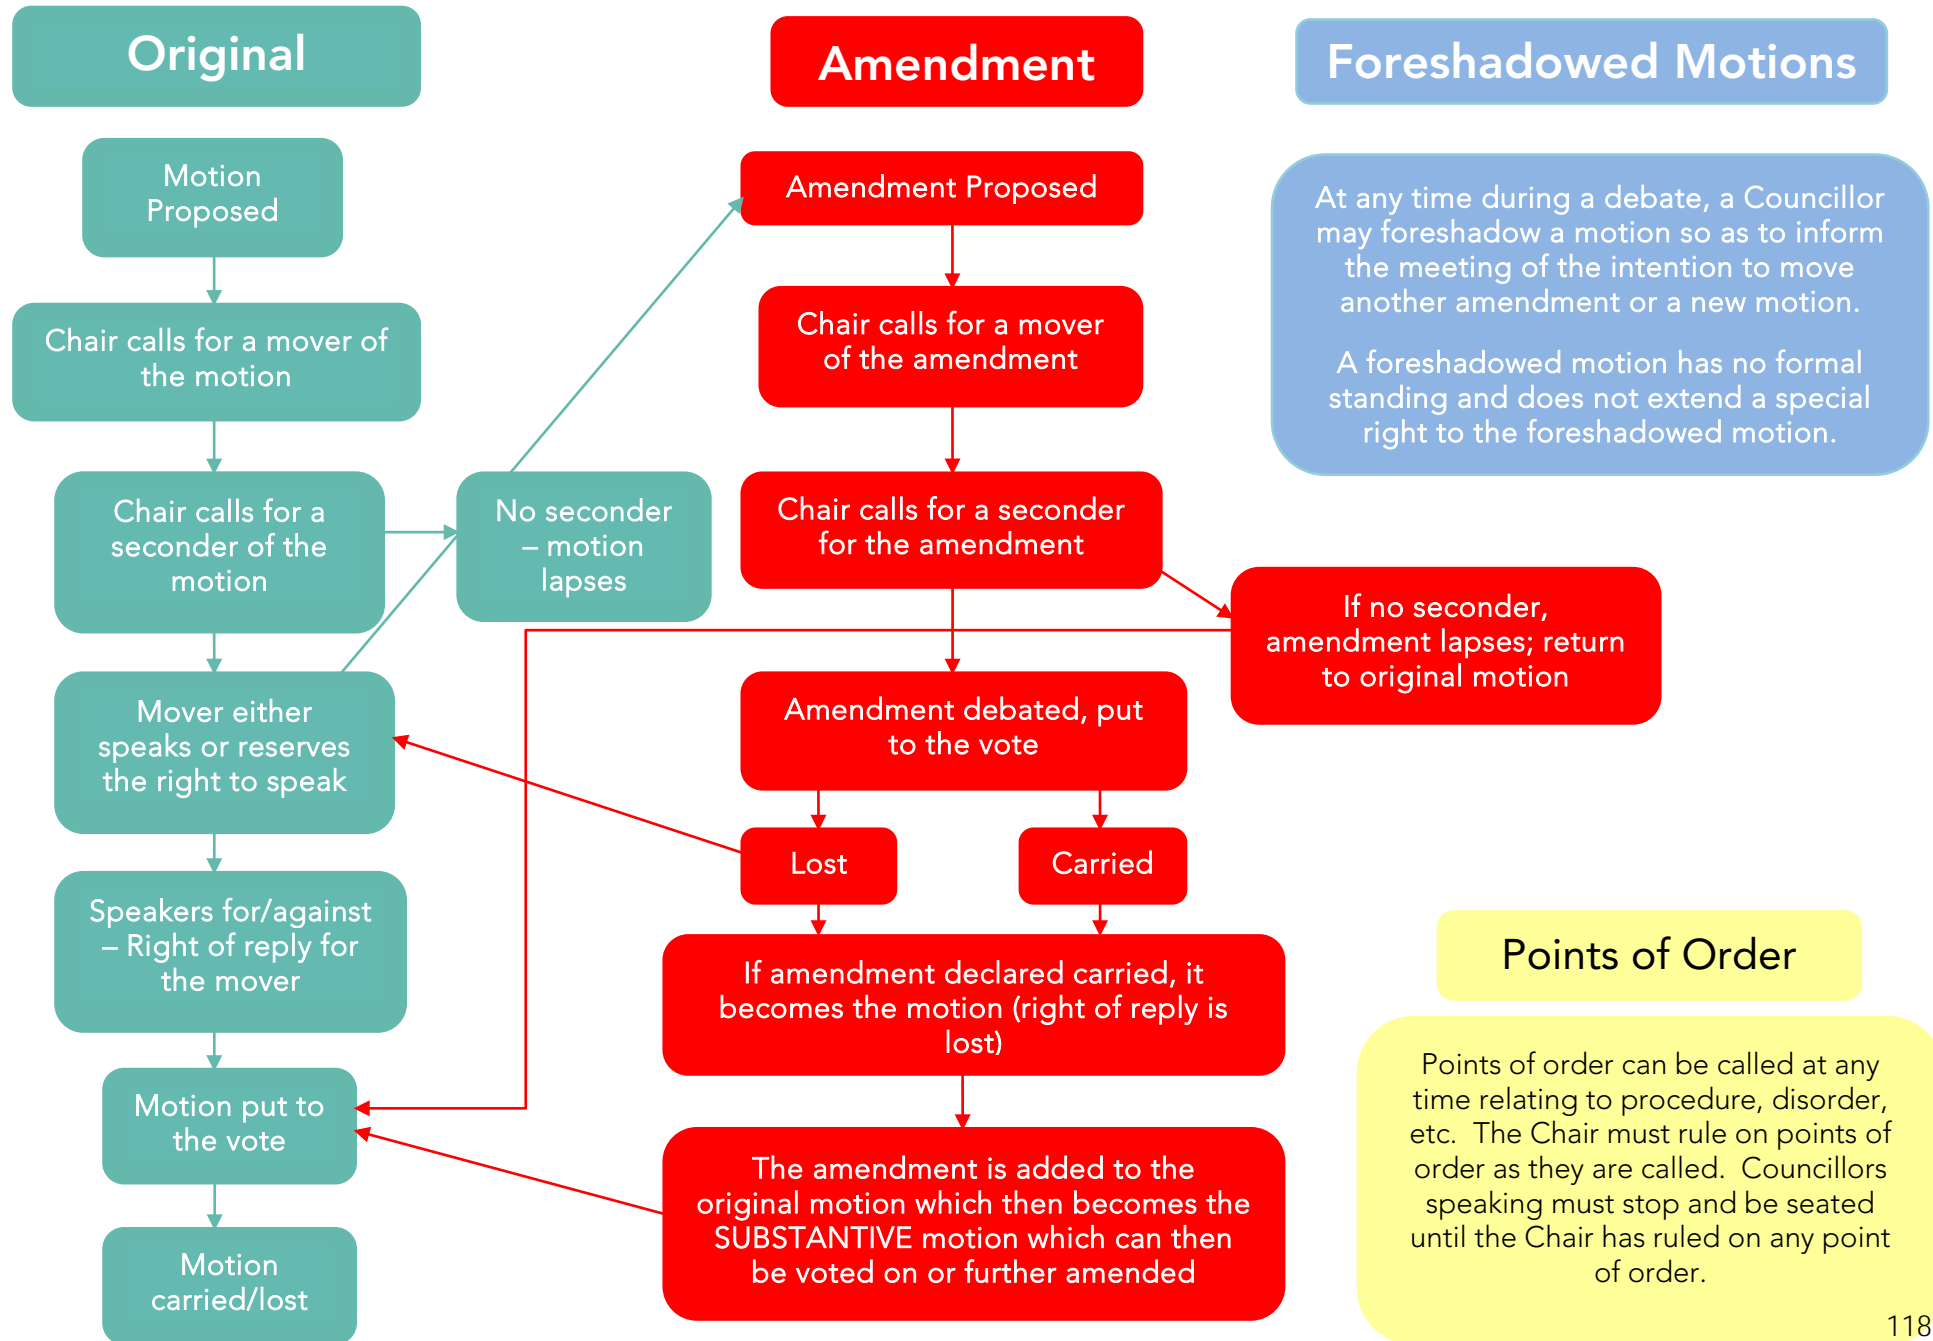 Original
Motion
Proposed
Chair calls for a mover of
the motion
Chair calls for a
seconder of the
motion
No seconder
– motion
lapses
Mover either
speaks or reserves
the right to speak
Speakers for/against
– Right of reply for
the mover
Motion put to
the vote
Motion
carried/lost
Amendment
Amendment Proposed
Chair calls for a mover
of the amendment
Chair calls for a seconder
for the amendment
If no seconder,
amendment lapses; return
to original motion
Amendment debated, put
to the vote
Lost
Carried
If amendment declared carried, it
becomes the motion (right of reply is
lost)
The amendment is added to the
original motion which then becomes the
SUBSTANTIVE motion which can then
be voted on or further amended
Foreshadowed Motions
At any time during a debate, a Councillor
may foreshadow a motion so as to inform
the meeting of the intention to move
another amendment or a new motion.
A foreshadowed motion has no formal
standing and does not extend a special
right to the foreshadowed motion.
Points of Order
Points of order can be called at any
time relating to procedure, disorder,
etc.  The Chair must rule on points of
order as they are called.  Councillors
speaking must stop and be seated
until the Chair has ruled on any point
of order.
118